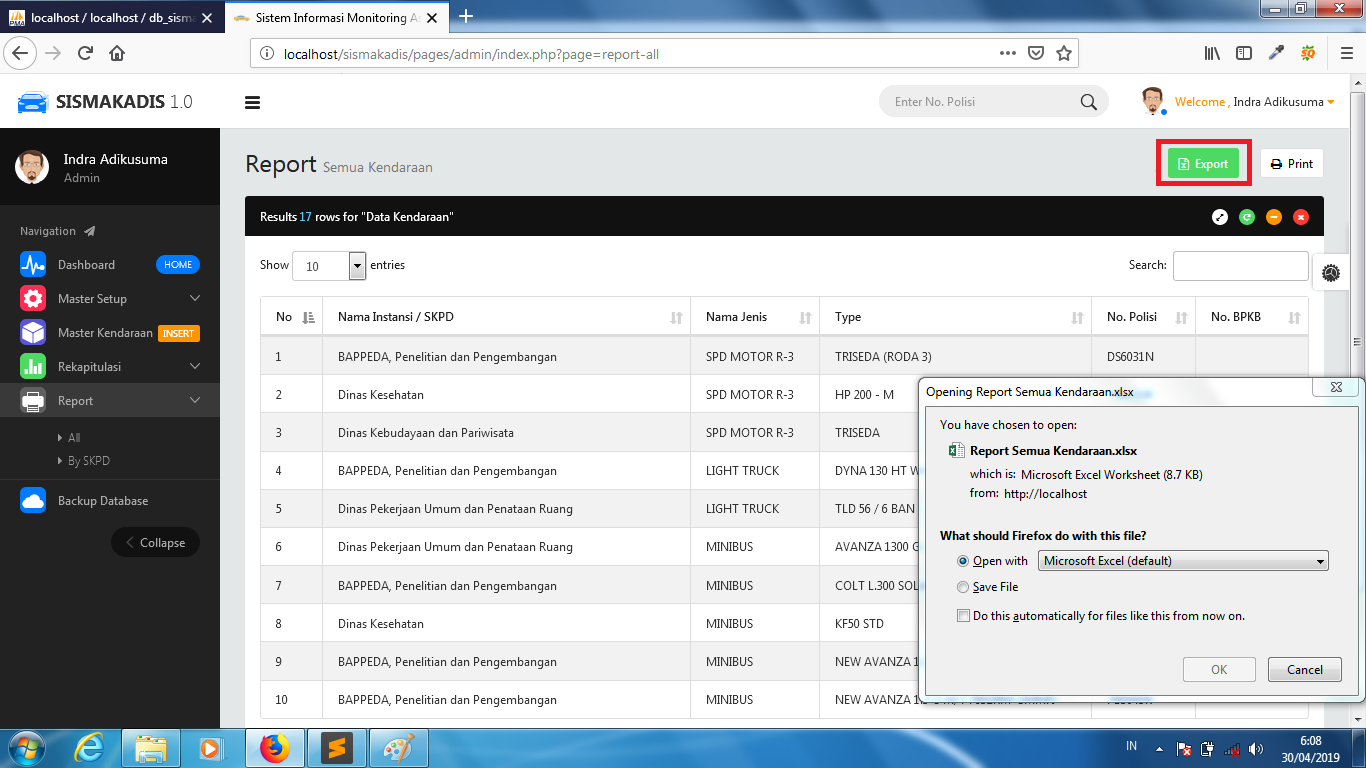 localhost / localhost / db_sism
Sistem Informasi Monitoring As
localhost/sismakadis/pages/admin/index.php?page=report-all
SISMAKADIS 1.0
Enter No. Polisi
Welcome , Indra Adikusuma
Indra Adikusuma
Admin
Navigation
Dashboard HOME
Master Setup
Master Kendaraan INSERT
Rekapitulasi
Report
All
By SKPD
Backup Database
Collapse
Report Semua Kendaraan
Export
Print
Results 17 rows for "Data Kendaraan"
Show 10 entries
Search:
No Nama Instansi / SKPD Nama Jenis Type No. Polisi No. BPKB
1 BAPPEDA, Penelitian dan Pengembangan SPD MOTOR R-3 TRISEDA (RODA 3) DS6031N
2 Dinas Kesehatan SPD MOTOR R-3 HP 200 - M
3 Dinas Kebudayaan dan Pariwisata SPD MOTOR R-3 TRISEDA
4 BAPPEDA, Penelitian dan Pengembangan LIGHT TRUCK DYNA 130 HT
5 Dinas Pekerjaan Umum dan Penataan Ruang LIGHT TRUCK TLD 56 / 6 BAN
6 Dinas Pekerjaan Umum dan Penataan Ruang MINIBUS AVANZA 1300 G
7 BAPPEDA, Penelitian dan Pengembangan MINIBUS COLT L.300 SOL
8 Dinas Kesehatan MINIBUS KF50 STD
9 BAPPEDA, Penelitian dan Pengembangan MINIBUS NEW AVANZA 1
10 BAPPEDA, Penelitian dan Pengembangan MINIBUS NEW AVANZA
Opening Report Semua Kendaraan.xlsx
You have chosen to open:
Report Semua Kendaraan.xlsx
which is: Microsoft Excel Worksheet (8.7 KB)
from: http://localhost
What should Firefox do with this file?
Open with Microsoft Excel (default)
Save File
Do this automatically for files like this from now on.
OK Cancel
IN
6:08
30/04/2019